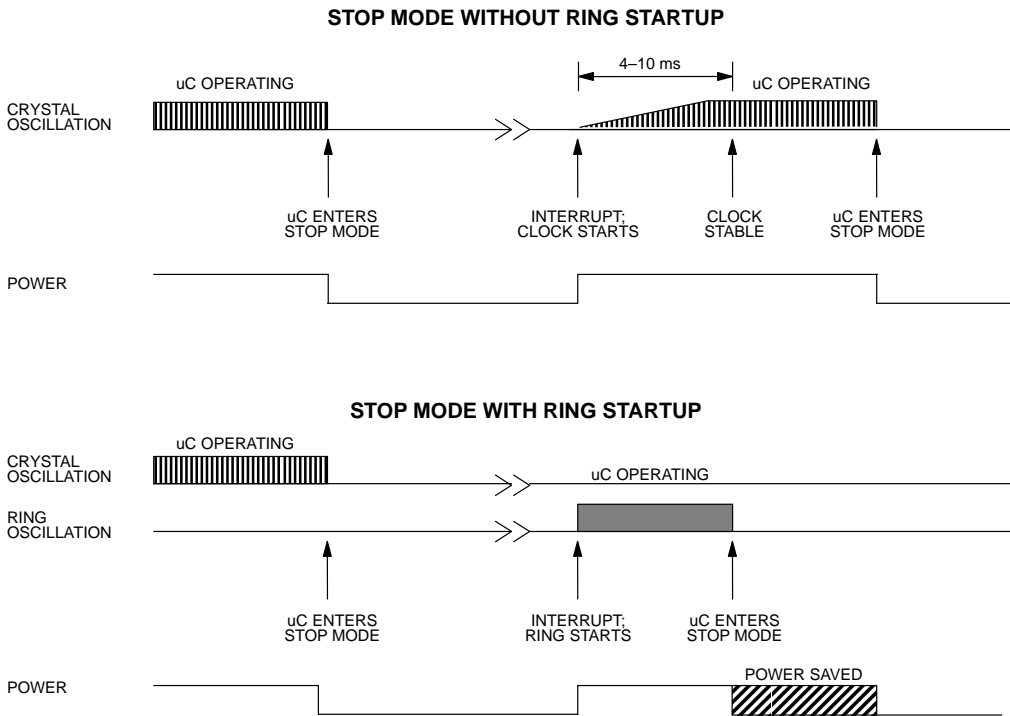 STOP MODE WITHOUT RING STARTUP
4–10 ms
uC OPERATING
uC OPERATING
CRYSTAL
OSCILLATION
uC ENTERS
STOP MODE
INTERRUPT;
CLOCK STARTS
CLOCK
STABLE
uC ENTERS
STOP MODE
POWER
STOP MODE WITH RING STARTUP
uC OPERATING
CRYSTAL
OSCILLATION
uC OPERATING
RING
OSCILLATION
uC ENTERS
STOP MODE
INTERRUPT;
RING STARTS
uC ENTERS
STOP MODE
POWER SAVED
POWER